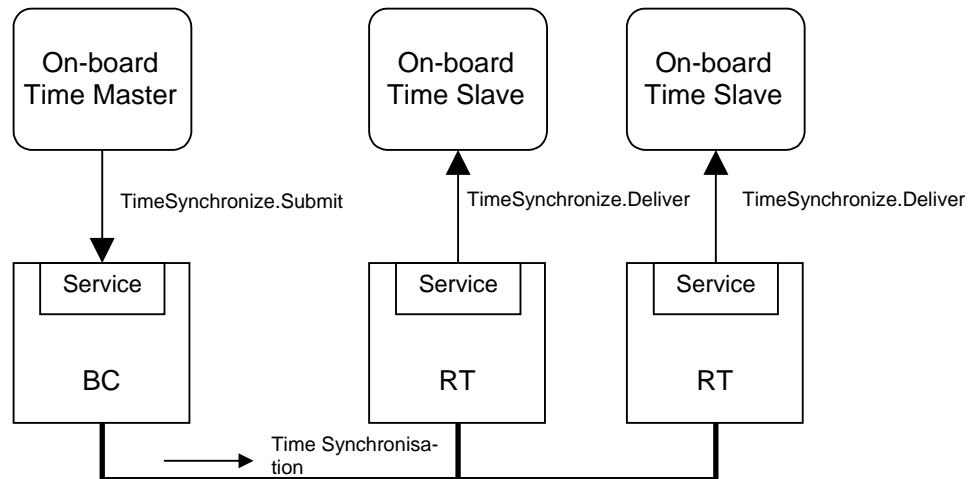 On-board
Time Master
On-board
Time Slave
On-board
Time Slave
TimeSynchronize.Submit
TimeSynchronize.Deliver
TimeSynchronize.Deliver
Service
Service
Service
BC
RT
RT
Time Synchronisa-
tion